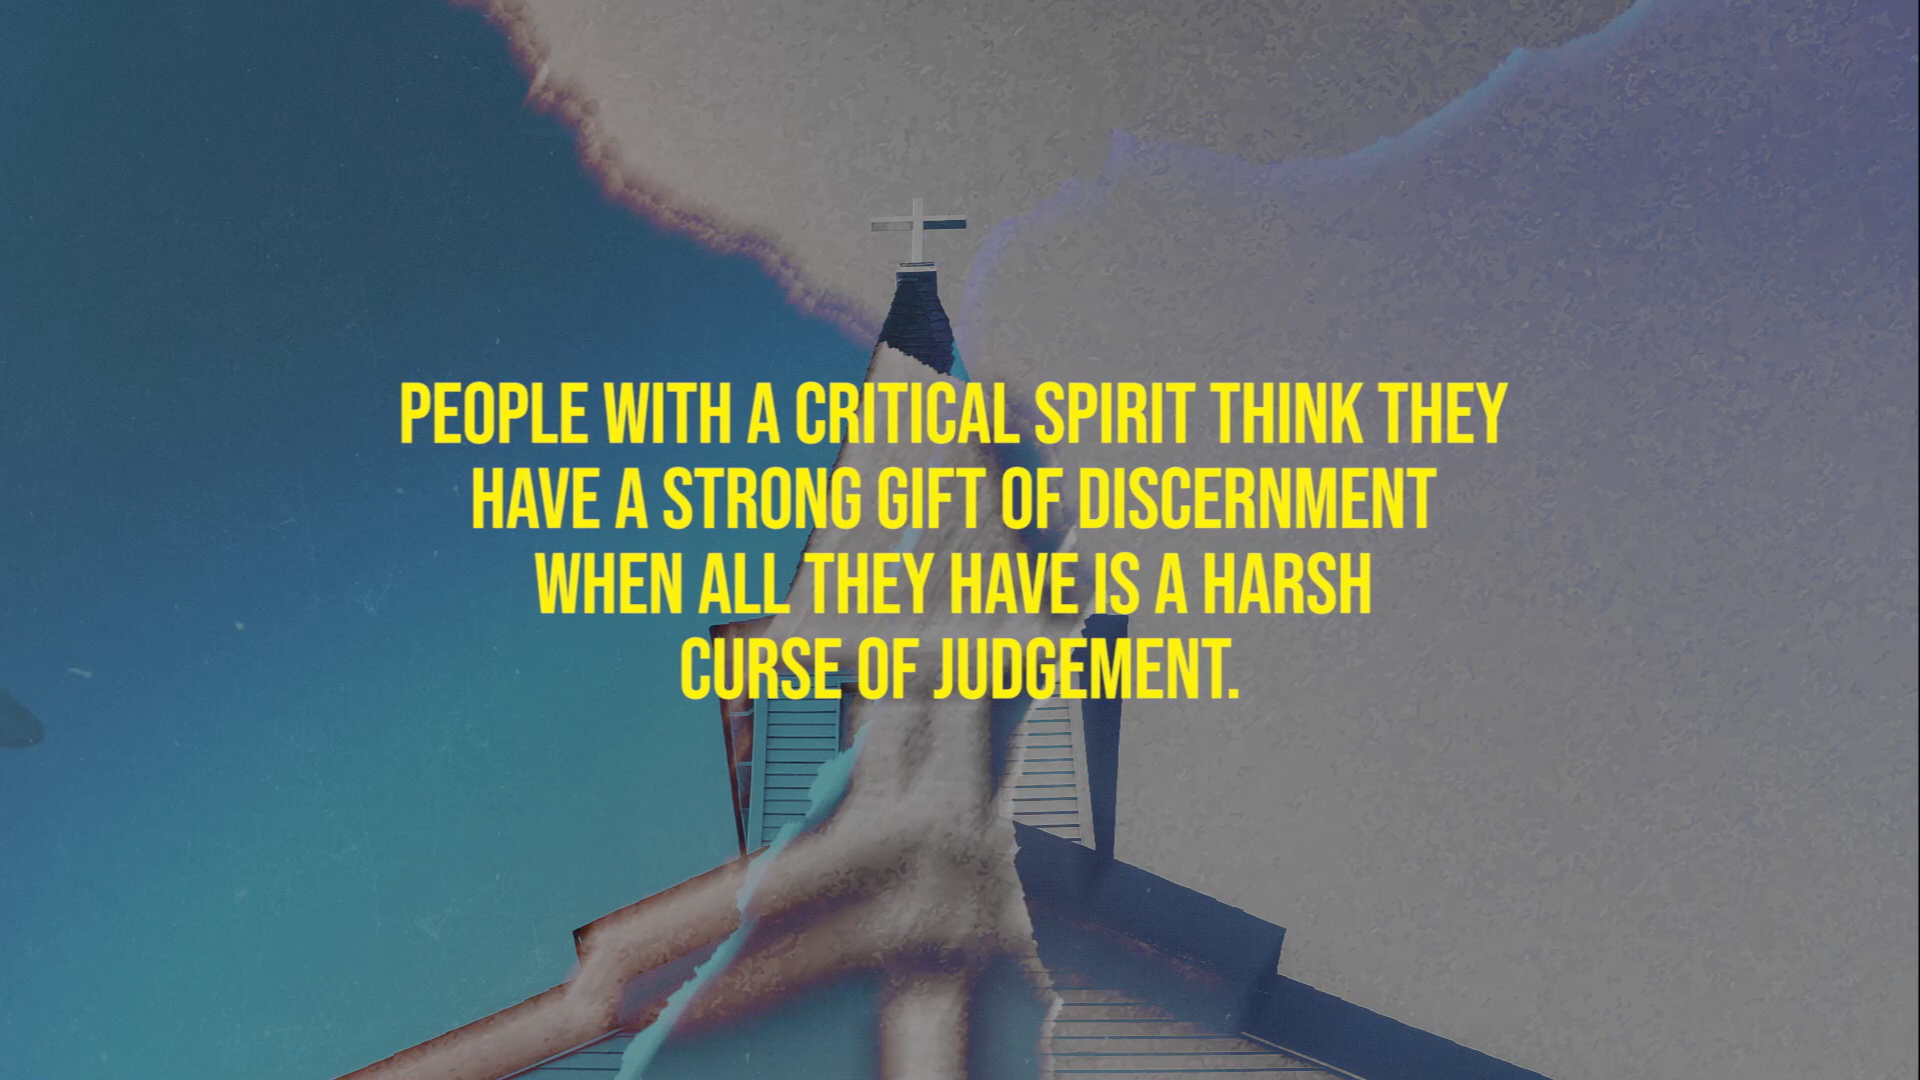 PEOPLE WITH A CRITICAL SPIRIT THINK THEY
HAVE A STRONG GIFT OF DISCERNMENT
WHEN ALL THEY HAVE IS A HARSH
CURSE OF JUDGEMENT.